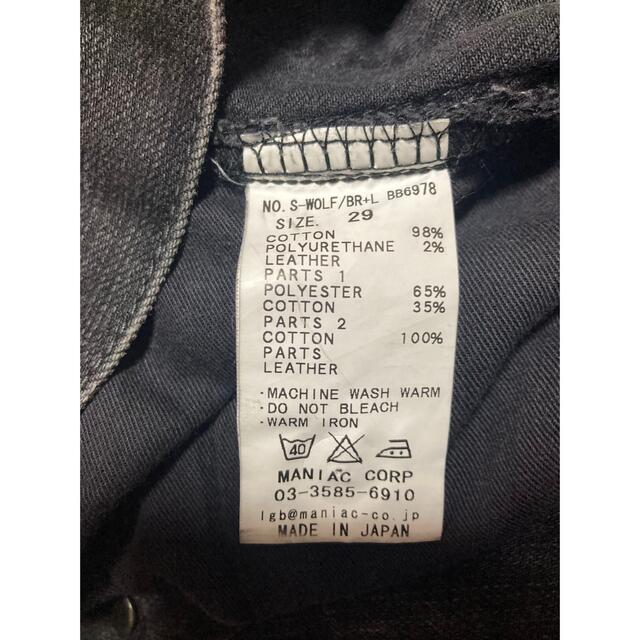 NO. S-WOLF/BR+L BB6978
SIZE. 29
COTTON 98%
POLYURETHANE 2%
LEATHER
PARTS 1
POLYESTER 65%
COTTON 35%
PARTS 2
COTTON 100%
PARTS
LEATHER
・MACHINE WASH WARM
・DO NOT BLEACH
・WARM IRON
40
MANIAC CORP
03-3585-6910
lgb@maniac-co.jp
MADE IN JAPAN